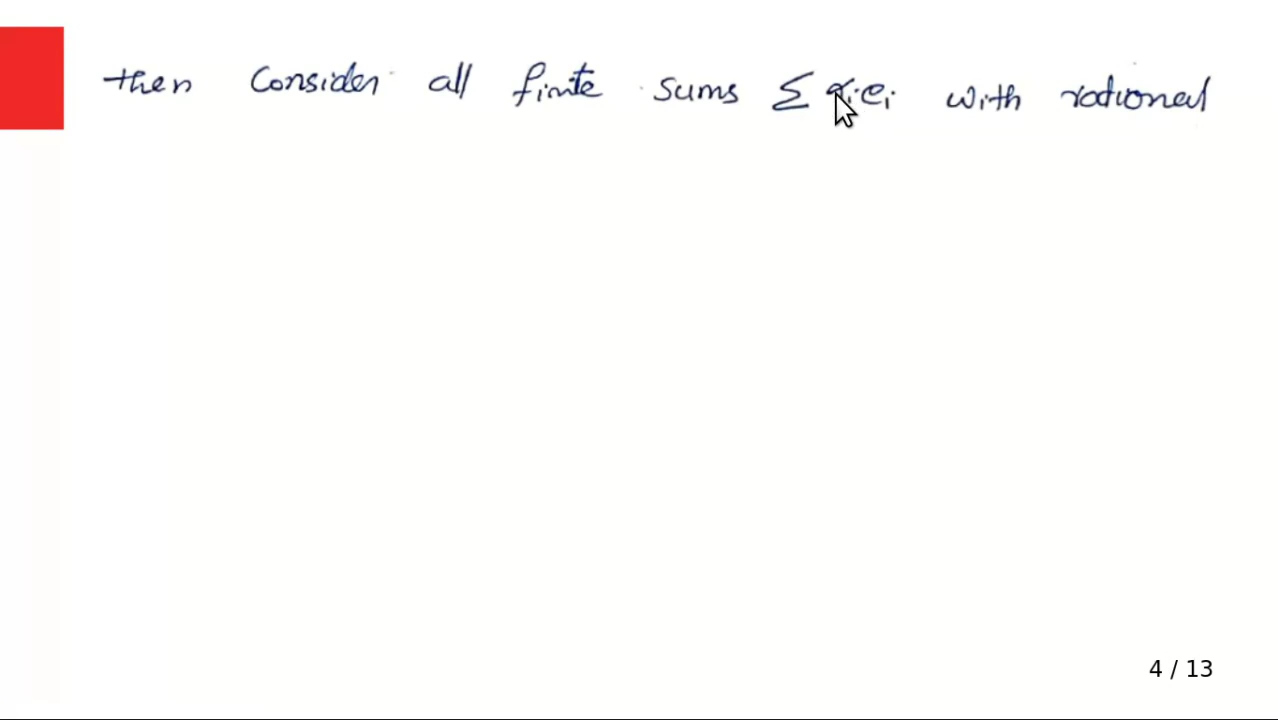 then Consider all finite sums Σ αᵢeᵢ with rational
4 / 13